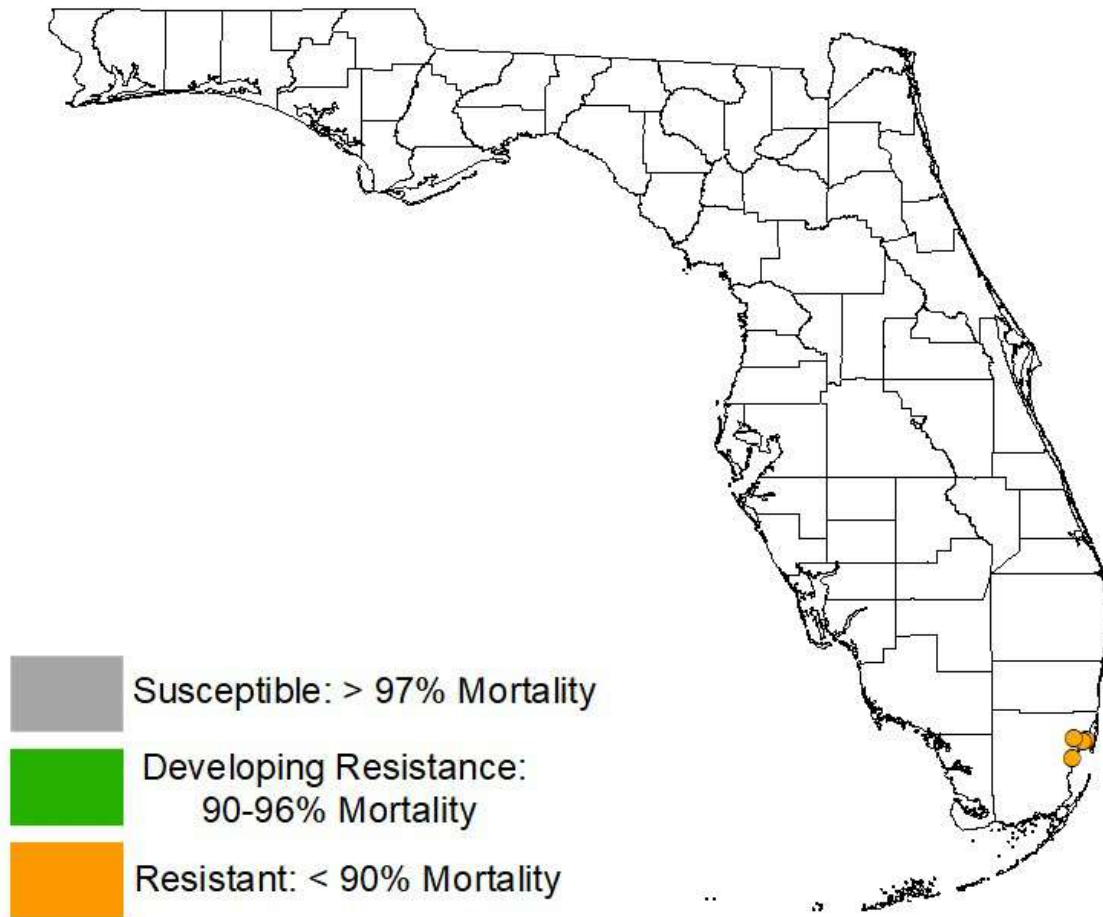 Susceptible: > 97% Mortality
Developing Resistance:
90-96% Mortality
Resistant: < 90% Mortality